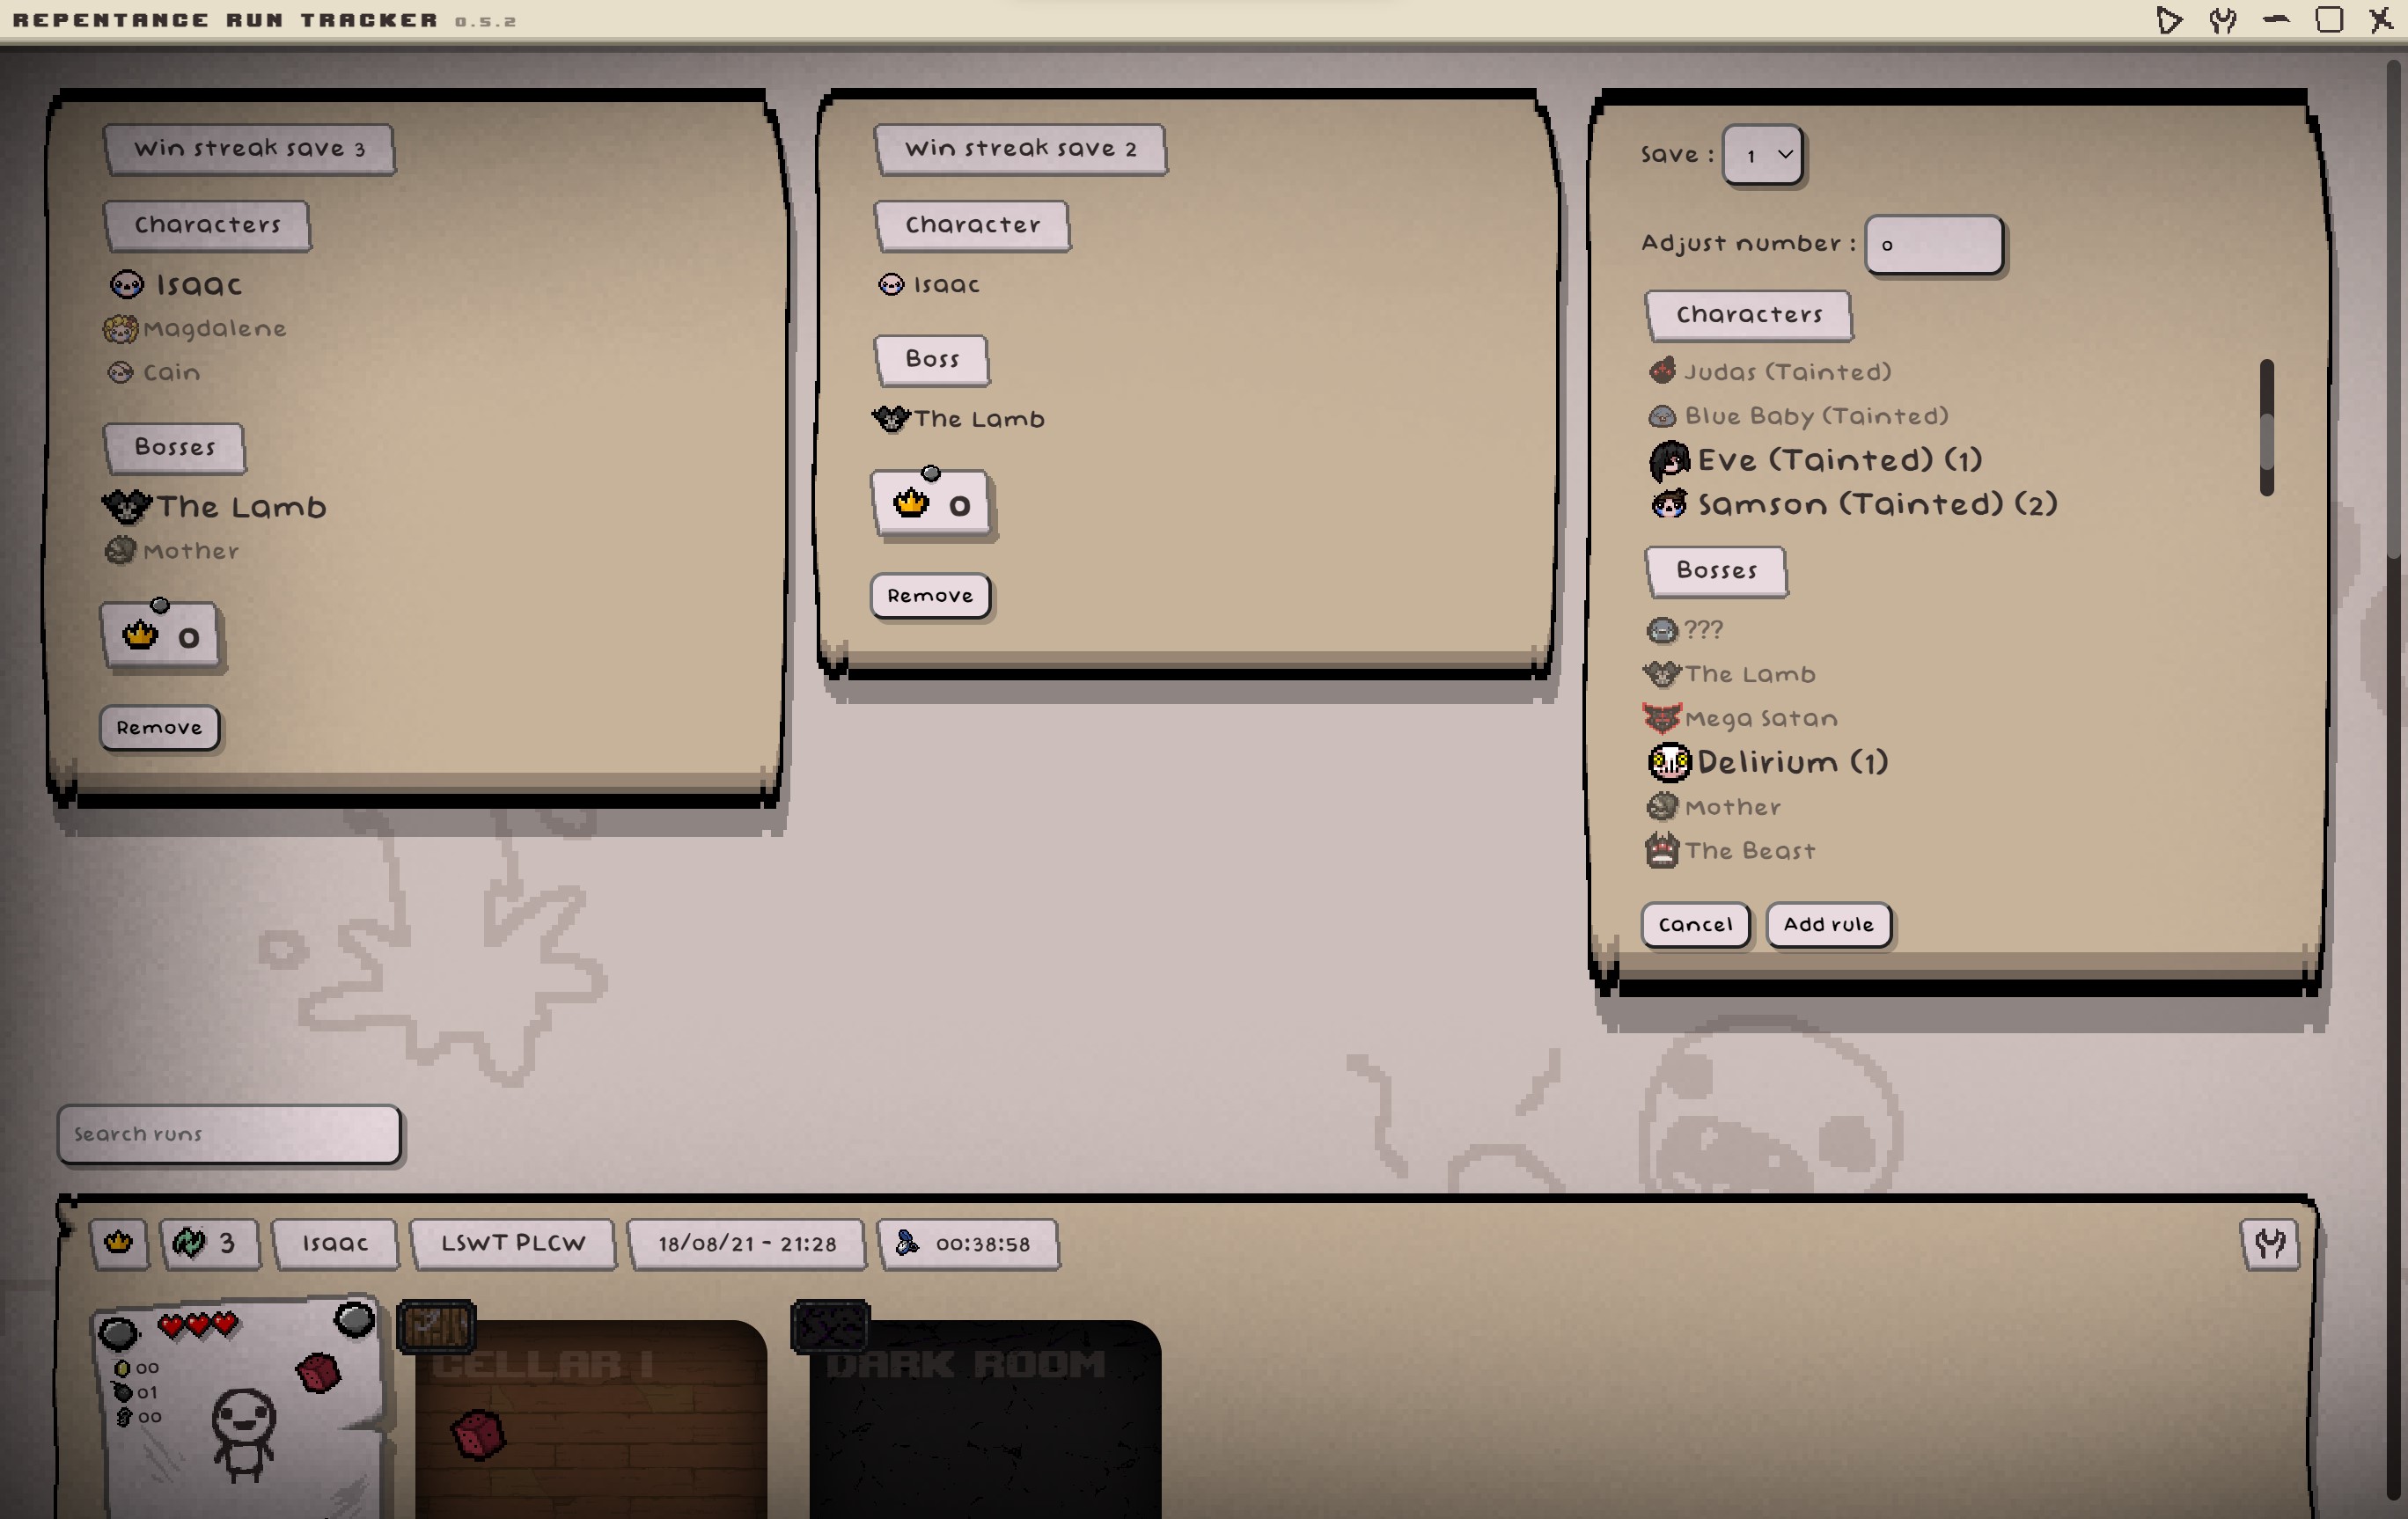 REPENTANCE RUN TRACKER 0.5.2
Win streak save 3
Characters
Isaac
Magdalene
Cain
Bosses
The Lamb
Mother
0
Remove
Win streak save 2
Character
Isaac
Boss
The Lamb
0
Remove
Save : 1
Adjust number : 0
Characters
Judas (Tainted)
Blue Baby (Tainted)
Eve (Tainted) (1)
Samson (Tainted) (2)
Bosses
???
The Lamb
Mega Satan
Delirium (1)
Mother
The Beast
Cancel Add rule
Search runs
3 Isaac LSWT PLCW 18/08/21 - 21:28 00:38:58
00
01
00
CELLAR I
DARK ROOM